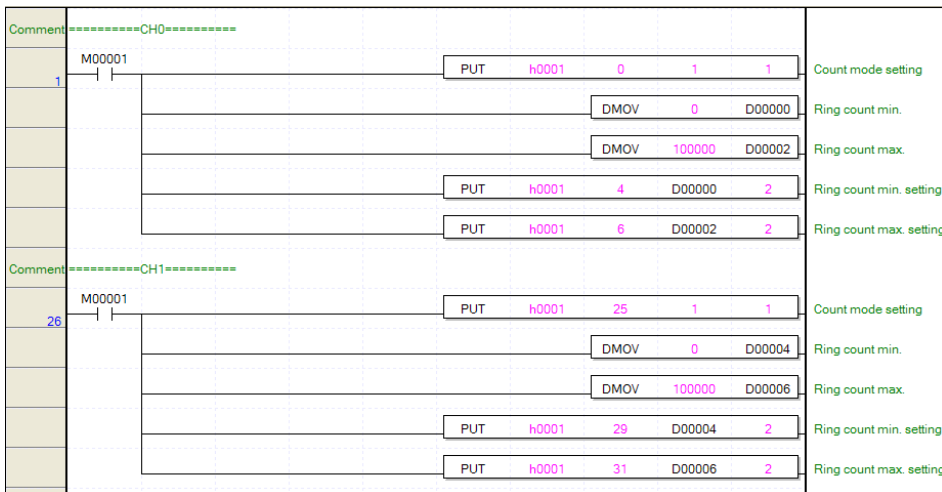 Comment ==========CH0==========
M00001
1 PUT h0001 0 1 1 Count mode setting
DMOV 0 D00000 Ring count min.
DMOV 100000 D00002 Ring count max.
PUT h0001 4 D00000 2 Ring count min. setting
PUT h0001 6 D00002 2 Ring count max. setting
Comment ==========CH1==========
M00001
26 PUT h0001 25 1 1 Count mode setting
DMOV 0 D00004 Ring count min.
DMOV 100000 D00006 Ring count max.
PUT h0001 29 D00004 2 Ring count min. setting
PUT h0001 31 D00006 2 Ring count max. setting